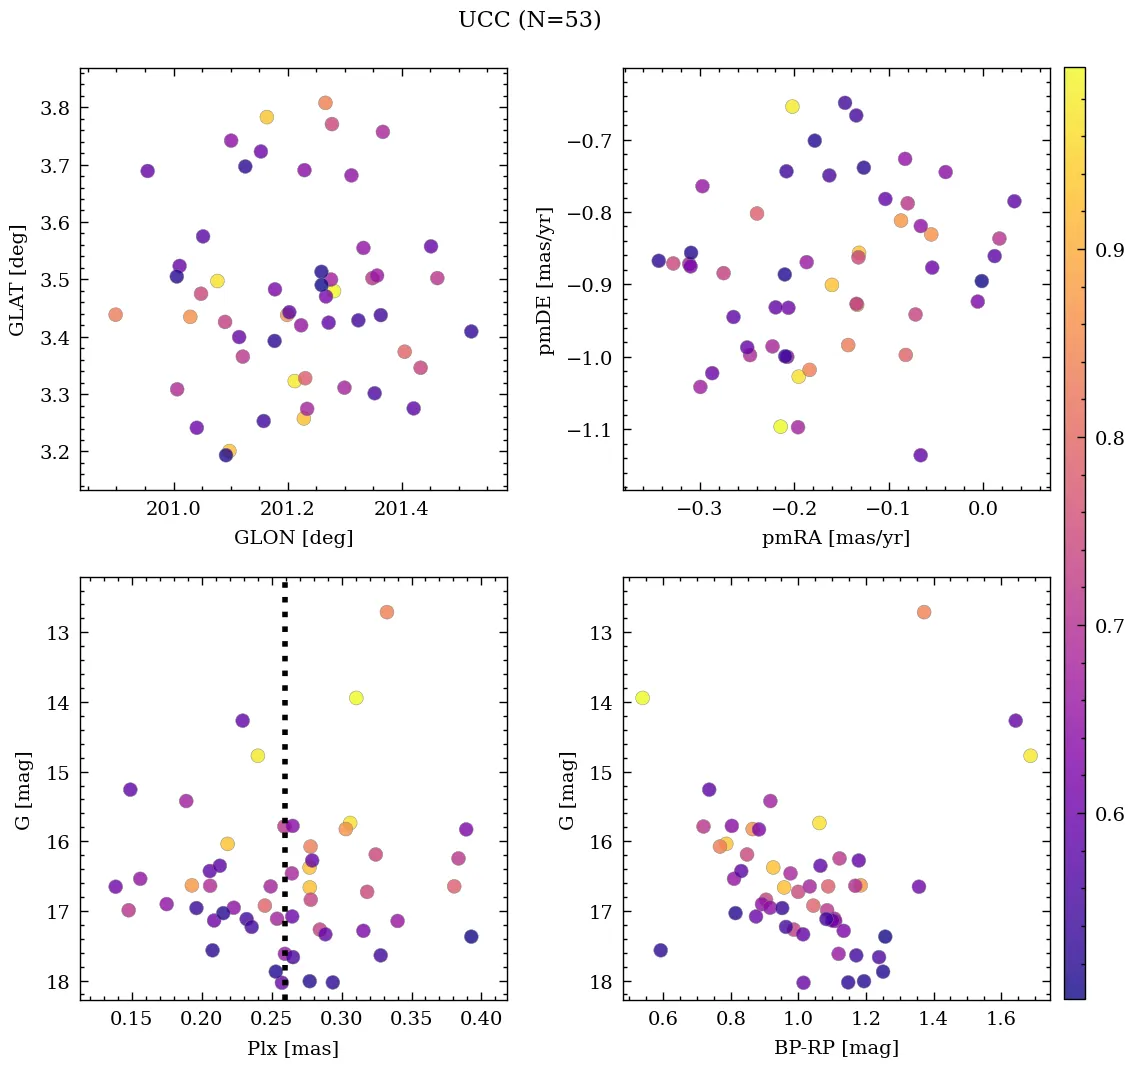 UCC (N=53)
3.8
3.7
3.6
3.5
3.4
3.3
3.2
GLAT [deg]
201.0 201.2 201.4
GLON [deg]
−0.7
−0.8
−0.9
−1.0
−1.1
pmDE [mas/yr]
−0.3 −0.2 −0.1 0.0
pmRA [mas/yr]
13
14
15
16
17
18
G [mag]
0.15 0.20 0.25 0.30 0.35 0.40
Plx [mas]
13
14
15
16
17
18
G [mag]
0.6 0.8 1.0 1.2 1.4 1.6
BP-RP [mag]
0.9
0.8
0.7
0.6